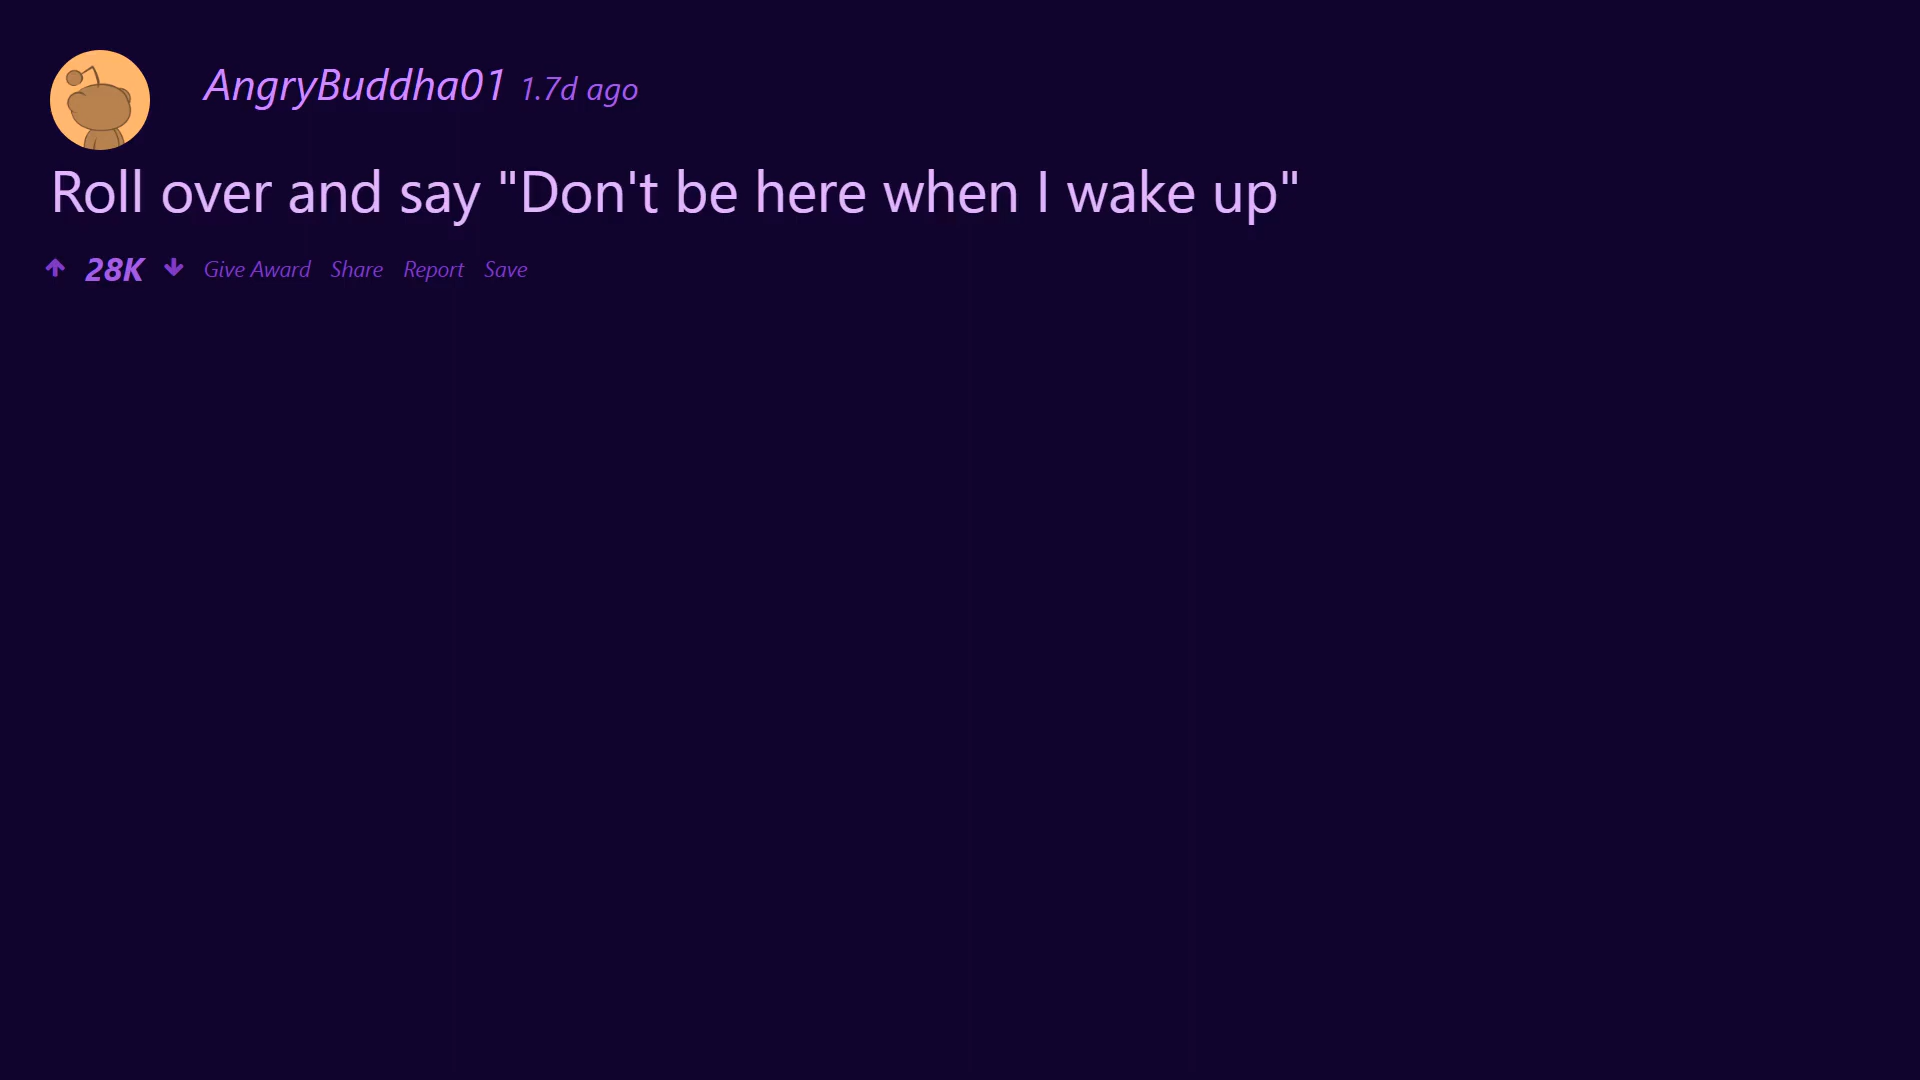 AngryBuddha01 1.7d ago
Roll over and say "Don't be here when I wake up"
28K Give Award Share Report Save